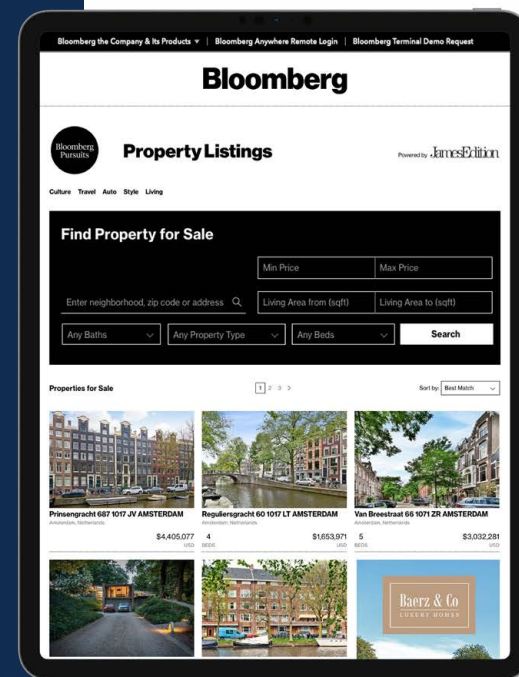 Bloomberg the Company & Its Products ▾ | Bloomberg Anywhere Remote Login | Bloomberg Terminal Demo Request
Bloomberg
Bloomberg
Pursuits
Property Listings
Powered by JamesEdition
Culture Travel Auto Style Living
Find Property for Sale
Min Price Max Price
Enter neighborhood, zip code or address Living Area from (sqft) Living Area to (sqft)
Any Baths Any Property Type Any Beds Search
Properties for Sale 1 2 3 > Sort by: Best Match
Prinsengracht 687 1017 JV AMSTERDAM Reguliersgracht 60 1017 LT AMSTERDAM Van Breestraat 66 1071 ZR AMSTERDAM
Amsterdam, Netherlands Amsterdam, Netherlands Amsterdam, Netherlands
$4,405,077 4 $1,653,971 5 $3,032,281
USD BEDS USD BEDS USD
Baerz & Co
LUXURY HOMES